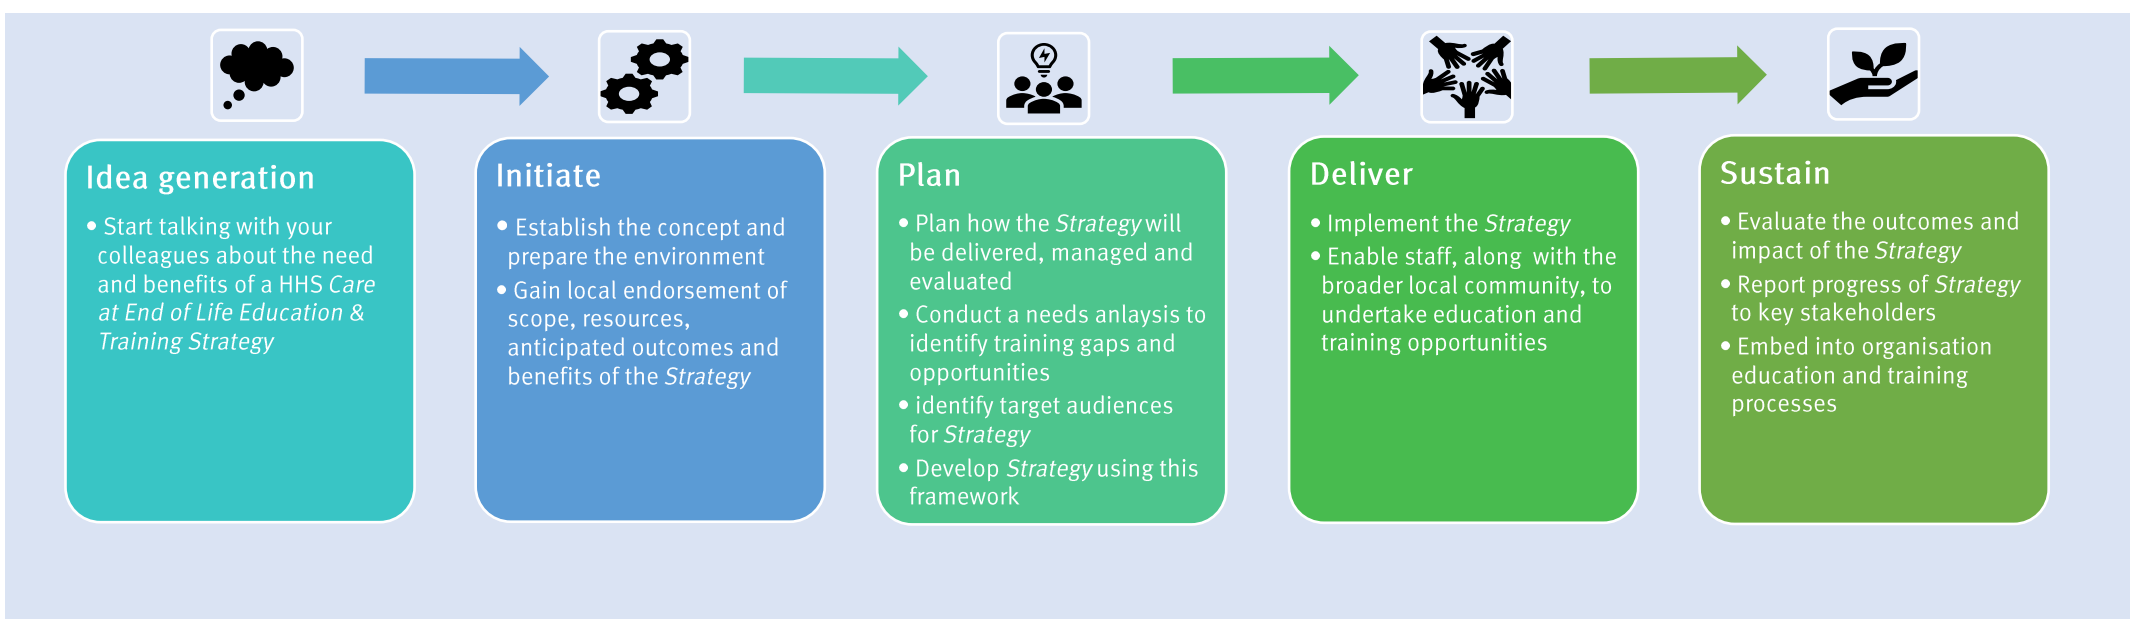 Idea generation
• Start talking with your
colleagues about the need
and benefits of a HHS Care
at End of Life Education &
Training Strategy
Initiate
• Establish the concept and
prepare the environment
• Gain local endorsement of
scope, resources,
anticipated outcomes and
benefits of the Strategy
Plan
• Plan how the Strategy will
be delivered, managed and
evaluated
• Conduct a needs anlaysis to
identify training gaps and
opportunities
• identify target audiences
for Strategy
• Develop Strategy using this
framework
Deliver
• Implement the Strategy
• Enable staff, along with the
broader local community, to
undertake education and
training opportunities
Sustain
• Evaluate the outcomes and
impact of the Strategy
• Report progress of Strategy
to key stakeholders
• Embed into organisation
education and training
processes